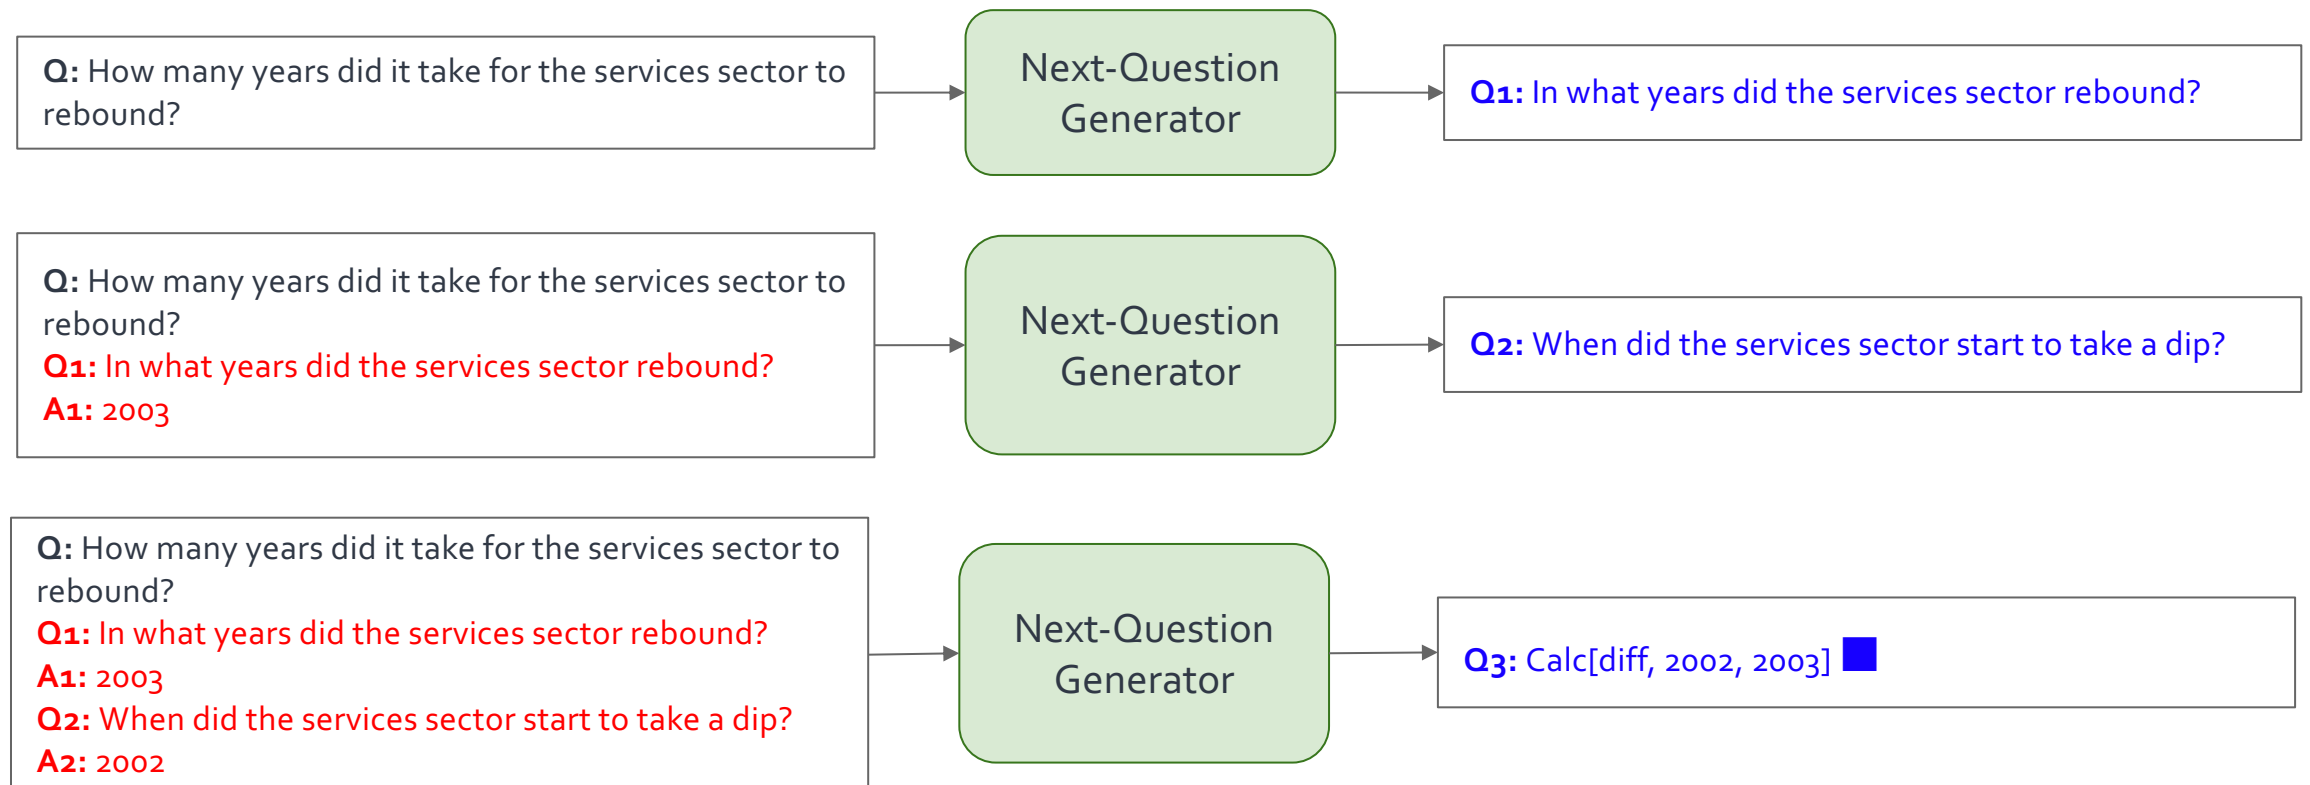 Q: How many years did it take for the services sector to
rebound?
Next-Question
Generator
Q1: In what years did the services sector rebound?
Q: How many years did it take for the services sector to
rebound?
Q1: In what years did the services sector rebound?
A1: 2003
Next-Question
Generator
Q2: When did the services sector start to take a dip?
Q: How many years did it take for the services sector to
rebound?
Q1: In what years did the services sector rebound?
A1: 2003
Q2: When did the services sector start to take a dip?
A2: 2002
Next-Question
Generator
Q3: Calc[diff, 2002, 2003]